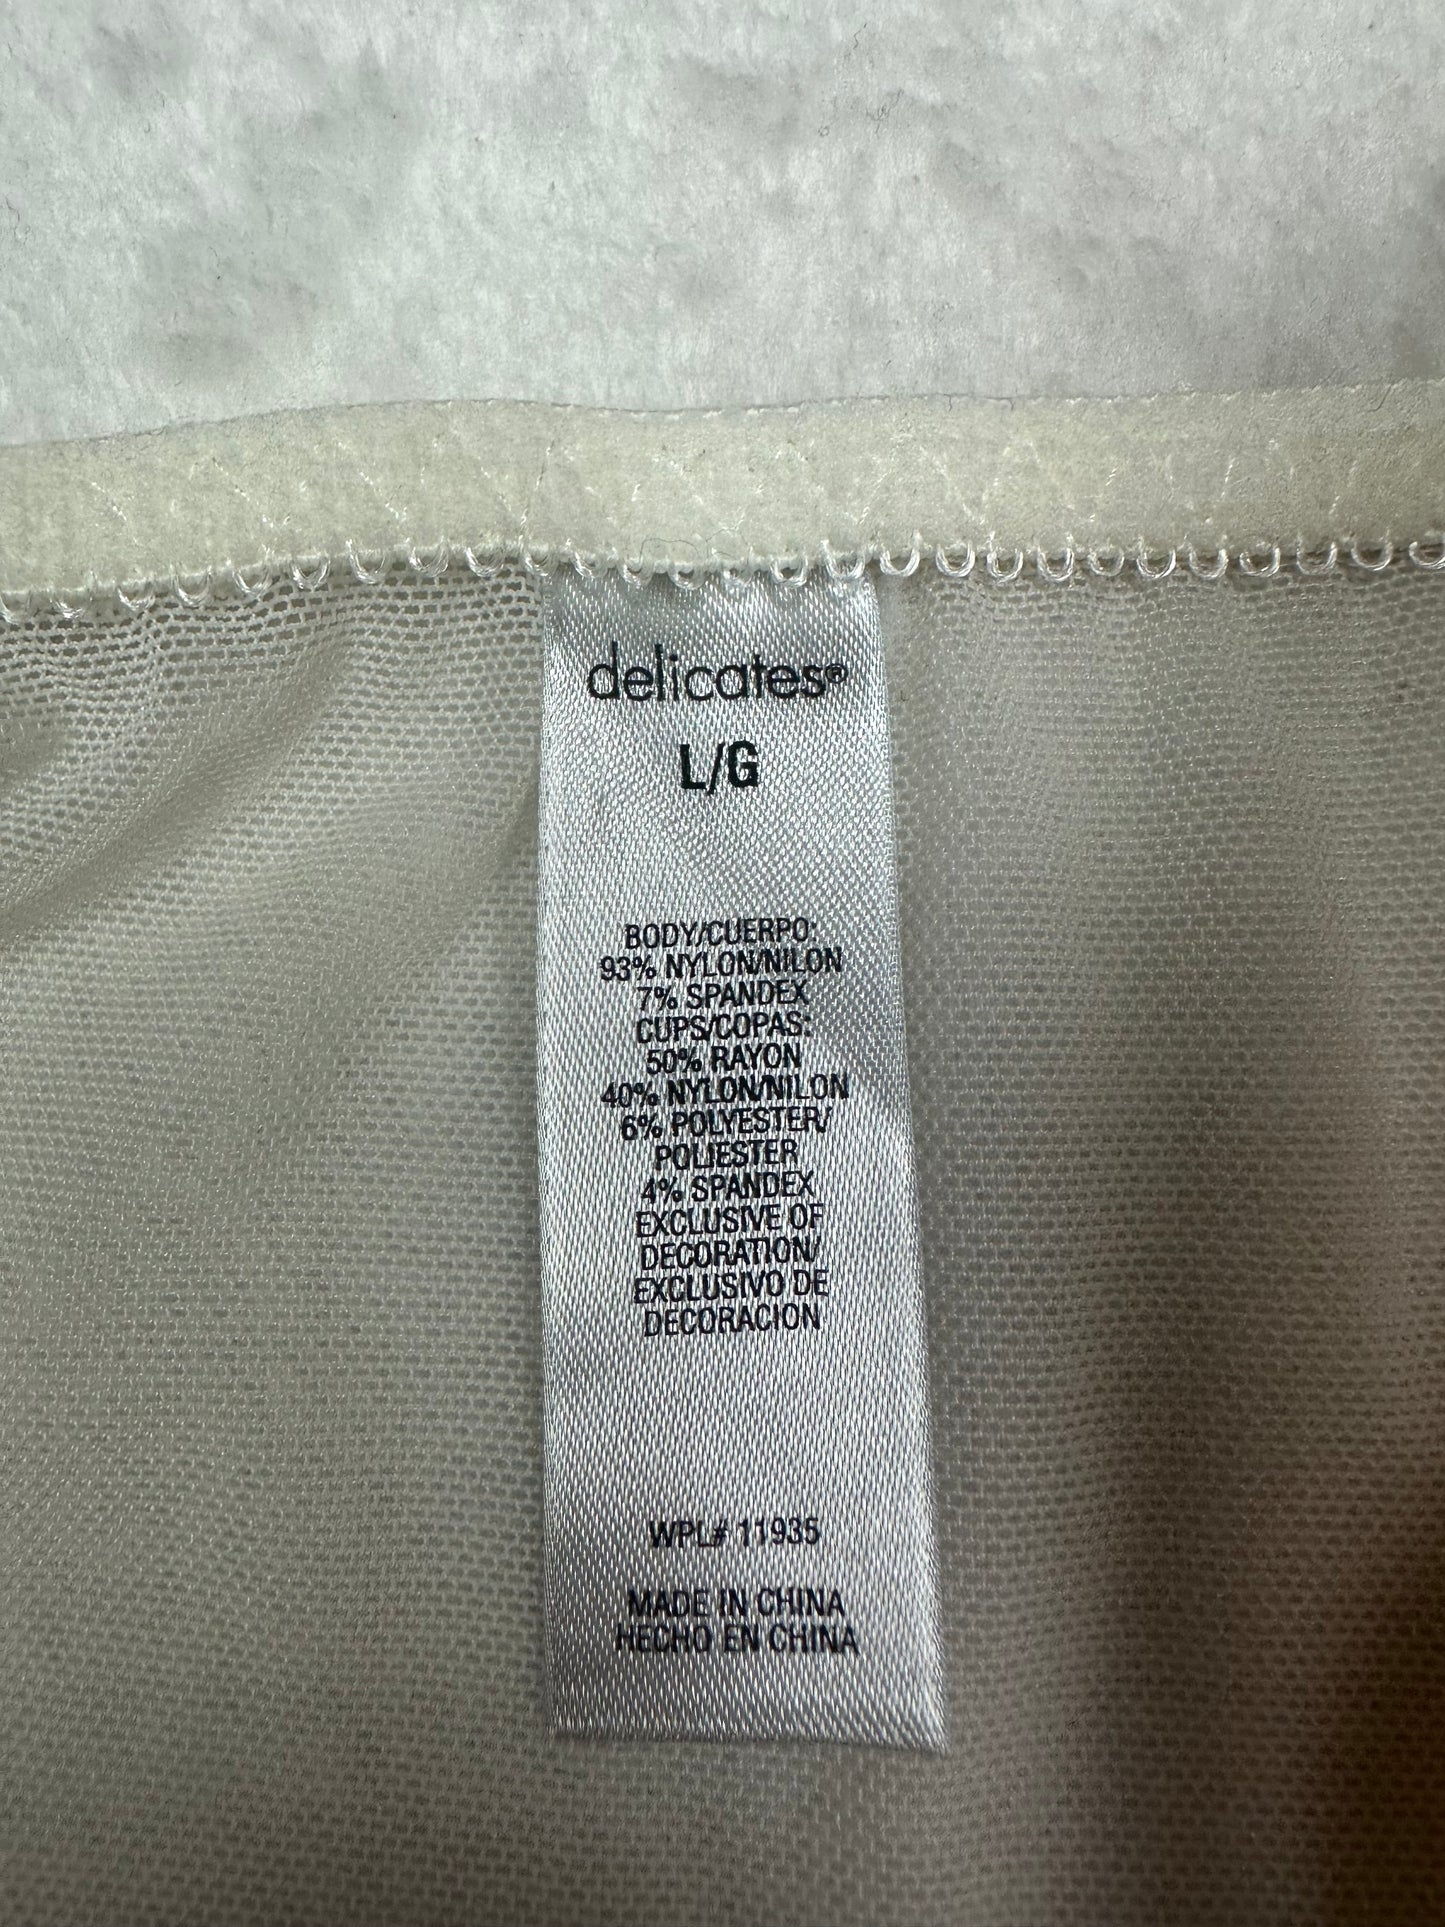 delicates®
L/G
BODY/CUERPO:
93% NYLON/NILON
7% SPANDEX
CUPS/COPAS:
50% RAYON
40% NYLON/NILON
6% POLYESTER/
POLIESTER
4% SPANDEX
EXCLUSIVE OF
DECORATION/
EXCLUSIVO DE
DECORACION
WPL# 11935
MADE IN CHINA
HECHO EN CHINA